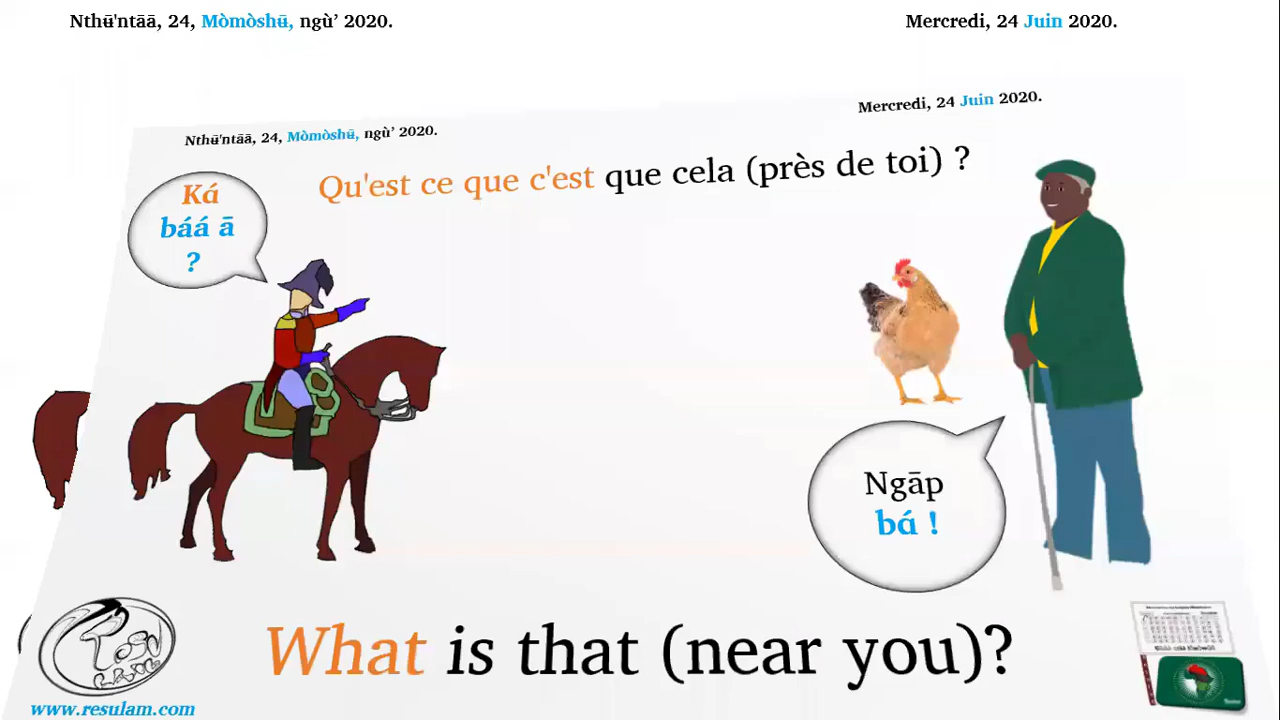 Nthʉ̄'ntāā, 24, Mòmòshʉ̄, ngù’ 2020.
Mercredi, 24 Juin 2020.
Nthʉ̄'ntāā, 24, Mòmòshʉ̄, ngù’ 2020.
Mercredi, 24 Juin 2020.
Qu'est ce que c'est que cela (près de toi) ?
Ká
báá ā
?
Ngāp
bá !
What is that (near you)?
www.resulam.com